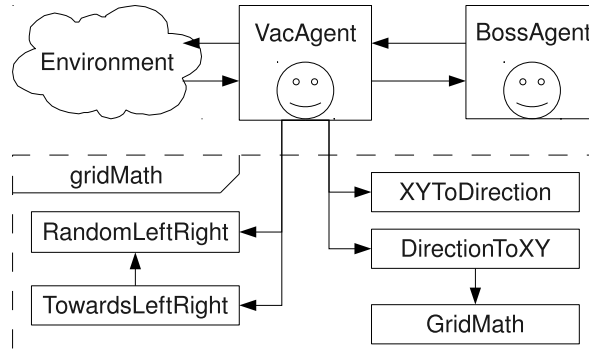 VacAgent
BossAgent
Environment
gridMath
XYToDirection
RandomLeftRight
DirectionToXY
TowardsLeftRight
GridMath